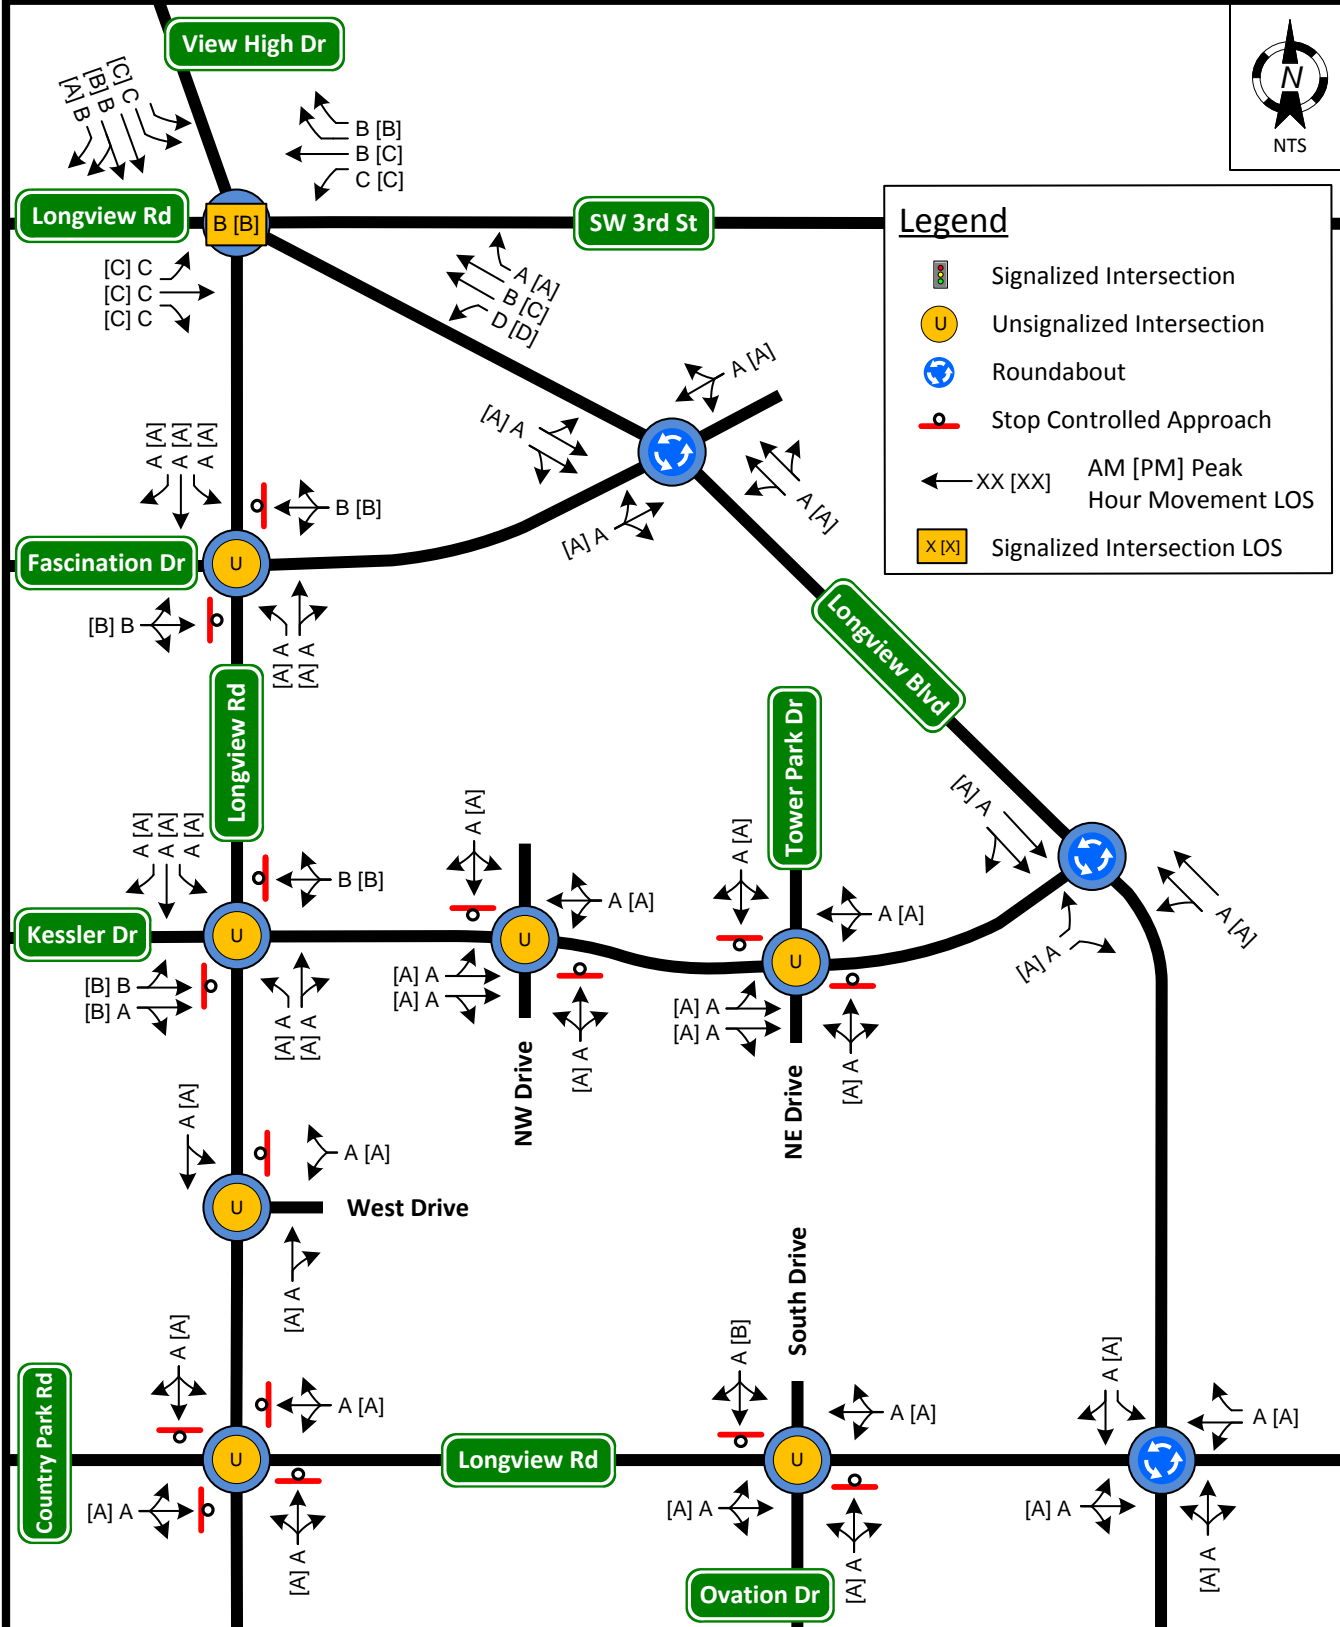 View High Dr
N
NTS
[C] C
[B] B
[A] B
B [B]
B [C]
C [C]
Longview Rd
B [B]
SW 3rd St
[C] C
[C] C
[C] C
A [A]
B [C]
D [D]
Legend
Signalized Intersection
U
Unsignalized Intersection
Roundabout
Stop Controlled Approach
XX [XX]
AM [PM] Peak
Hour Movement LOS
X [X]
Signalized Intersection LOS
A [A]
[A] A
A [A]
[A] A
A [A]
A [A]
A [A]
B [B]
Fascination Dr
U
[B] B
[A] A
[A] A
Longview Rd
Longview Blvd
Tower Park Dr
A [A]
A [A]
A [A]
B [B]
Kessler Dr
U
[B] B
[B] A
[A] A
[A] A
A [A]
A [A]
U
[A] A
[A] A
[A] A
NW Drive
A [A]
A [A]
U
[A] A
[A] A
[A] A
NE Drive
[A] A
A [A]
[A] A
A [A]
A [A]
U
West Drive
[A] A
South Drive
A [A]
A [A]
Country Park Rd
U
[A] A
[A] A
Longview Rd
A [B]
A [A]
U
[A] A
[A] A
Ovation Dr
A [A]
A [A]
[A] A
[A] A